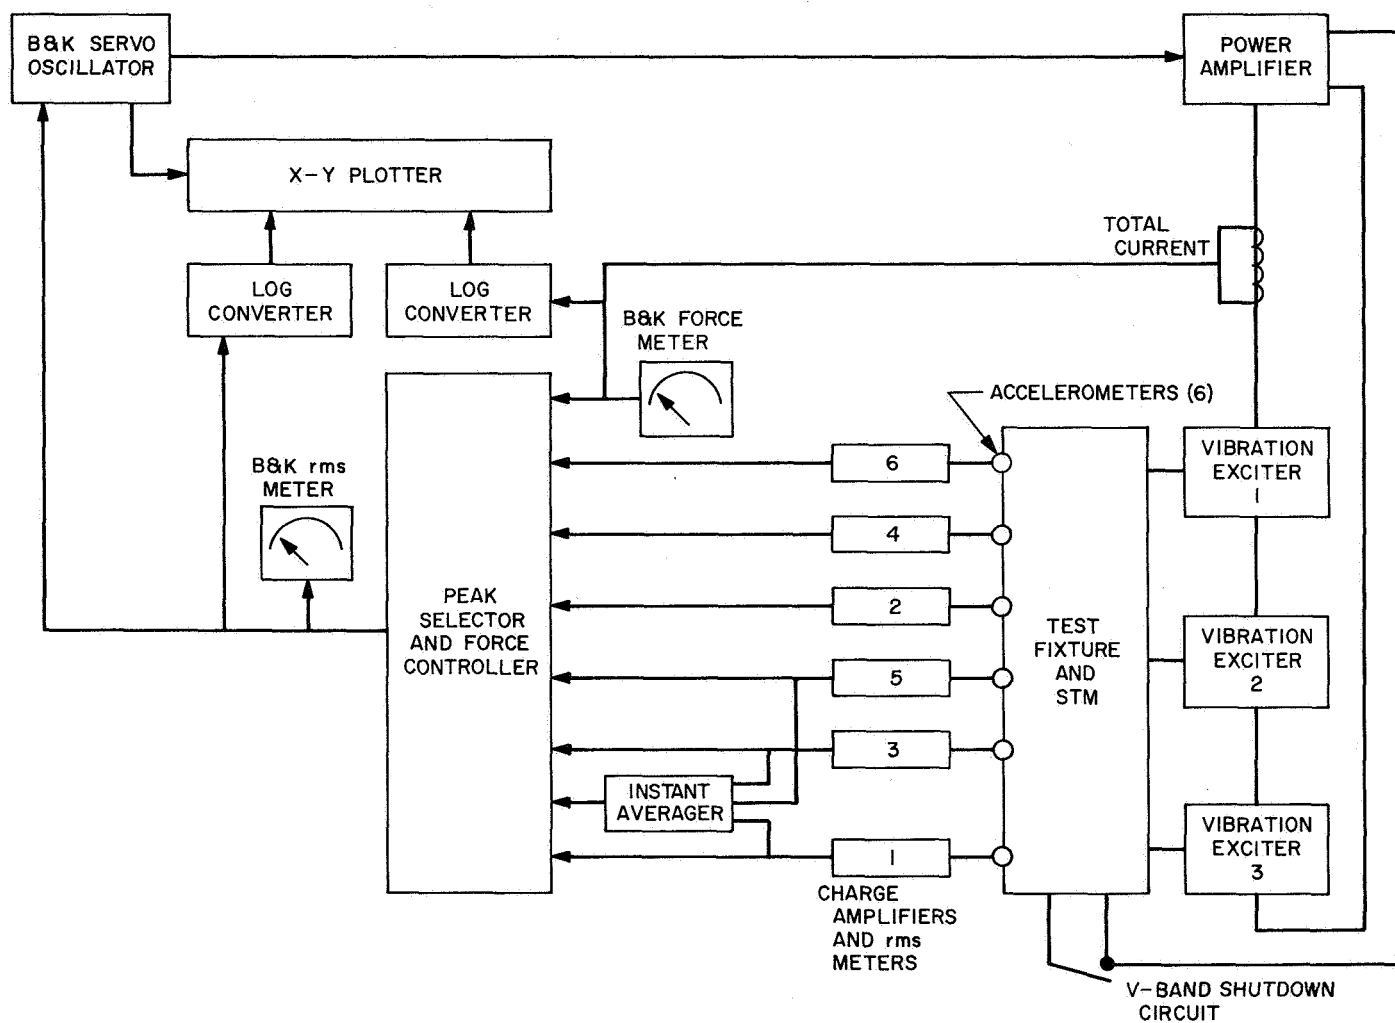 B&K SERVO
OSCILLATOR
POWER
AMPLIFIER
X-Y PLOTTER
TOTAL
CURRENT
LOG
CONVERTER
LOG
CONVERTER
B&K FORCE
METER
ACCELEROMETERS (6)
B&K rms
METER
6
4
2
5
3
1
VIBRATION
EXCITER
1
VIBRATION
EXCITER
2
VIBRATION
EXCITER
3
PEAK
SELECTOR
AND FORCE
CONTROLLER
TEST
FIXTURE
AND
STM
INSTANT
AVERAGER
CHARGE
AMPLIFIERS
AND rms
METERS
V-BAND SHUTDOWN
CIRCUIT